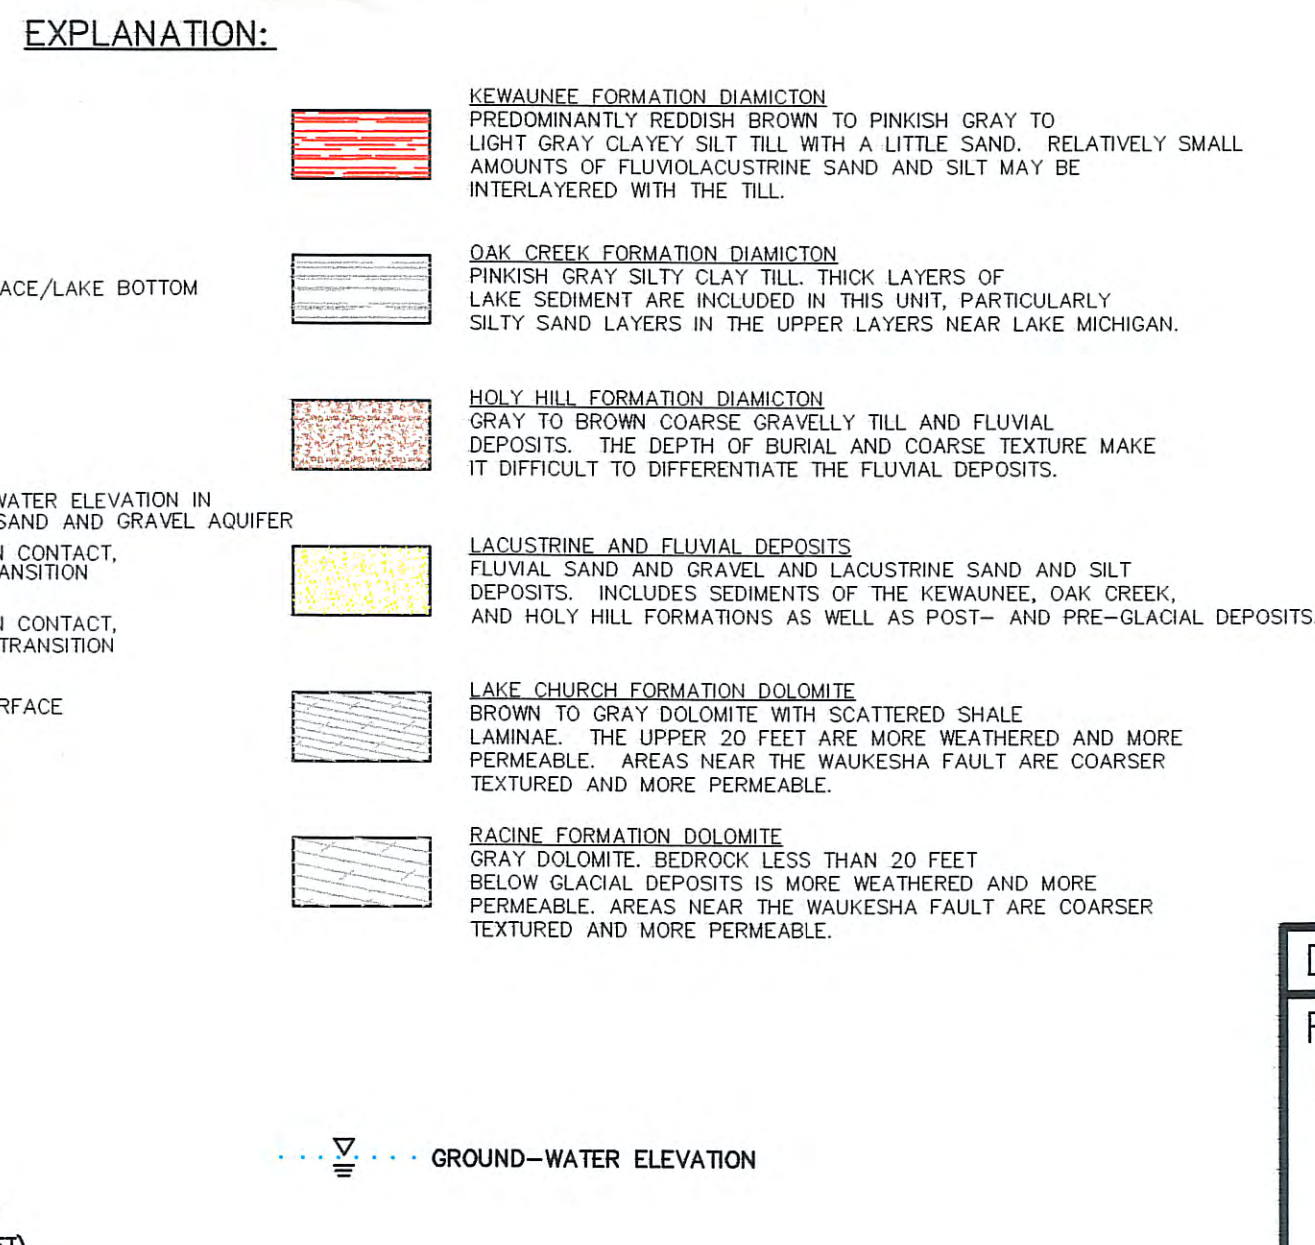 EXPLANATION:
KEWAUNEE FORMATION DIAMICTON
PREDOMINANTLY REDDISH BROWN TO PINKISH GRAY TO
LIGHT GRAY CLAYEY SILT TILL WITH A LITTLE SAND. RELATIVELY SMALL
AMOUNTS OF FLUVIOLACUSTRINE SAND AND SILT MAY BE
INTERLAYERED WITH THE TILL.
OAK CREEK FORMATION DIAMICTON
PINKISH GRAY SILTY CLAY TILL. THICK LAYERS OF
LAKE SEDIMENT ARE INCLUDED IN THIS UNIT, PARTICULARLY
SILTY SAND LAYERS IN THE UPPER LAYERS NEAR LAKE MICHIGAN.
ACE/LAKE BOTTOM
HOLY HILL FORMATION DIAMICTON
GRAY TO BROWN COARSE GRAVELLY TILL AND FLUVIAL
DEPOSITS. THE DEPTH OF BURIAL AND COARSE TEXTURE MAKE
IT DIFFICULT TO DIFFERENTIATE THE FLUVIAL DEPOSITS.
WATER ELEVATION IN
SAND AND GRAVEL AQUIFER
N CONTACT,
ANSITION
LACUSTRINE AND FLUVIAL DEPOSITS
FLUVIAL SAND AND GRAVEL AND LACUSTRINE SAND AND SILT
DEPOSITS. INCLUDES SEDIMENTS OF THE KEWAUNEE, OAK CREEK,
AND HOLY HILL FORMATIONS AS WELL AS POST- AND PRE-GLACIAL DEPOSITS.
N CONTACT,
TRANSITION
RFACE
LAKE CHURCH FORMATION DOLOMITE
BROWN TO GRAY DOLOMITE WITH SCATTERED SHALE
LAMINAE. THE UPPER 20 FEET ARE MORE WEATHERED AND MORE
PERMEABLE. AREAS NEAR THE WAUKESHA FAULT ARE COARSER
TEXTURED AND MORE PERMEABLE.
RACINE FORMATION DOLOMITE
GRAY DOLOMITE. BEDROCK LESS THAN 20 FEET
BELOW GLACIAL DEPOSITS IS MORE WEATHERED AND MORE
PERMEABLE. AREAS NEAR THE WAUKESHA FAULT ARE COARSER
TEXTURED AND MORE PERMEABLE.
GROUND-WATER ELEVATION